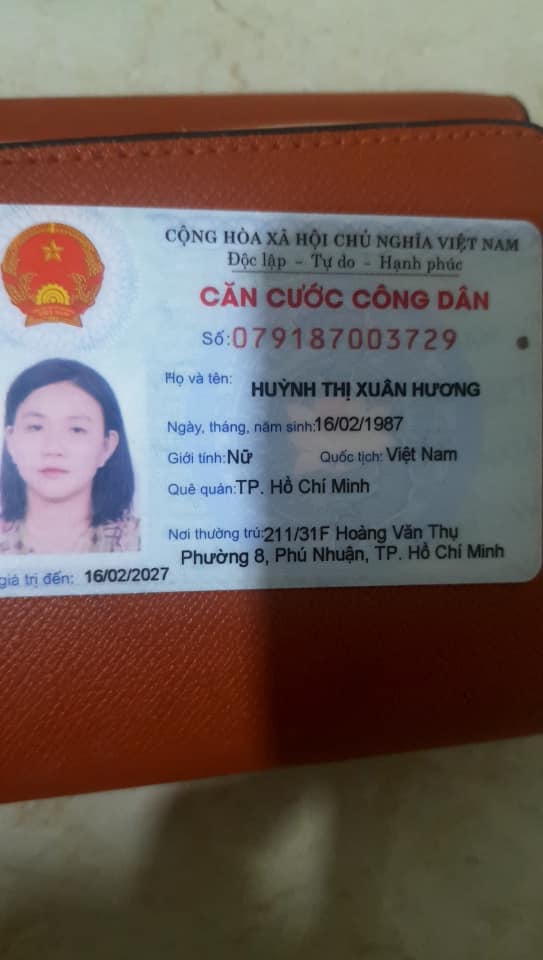 CỘNG HÒA XÃ HỘI CHỦ NGHĨA VIỆT NAM
Độc lập - Tự do - Hạnh phúc
CĂN CƯỚC CÔNG DÂN
Số: 079187003729
Họ và tên: HUỲNH THỊ XUÂN HƯƠNG
Ngày, tháng, năm sinh: 16/02/1987
Giới tính: Nữ Quốc tịch: Việt Nam
Quê quán: TP. Hồ Chí Minh
Nơi thường trú: 211/31F Hoàng Văn Thụ
Phường 8, Phú Nhuận, TP. Hồ Chí Minh
giá trị đến: 16/02/2027